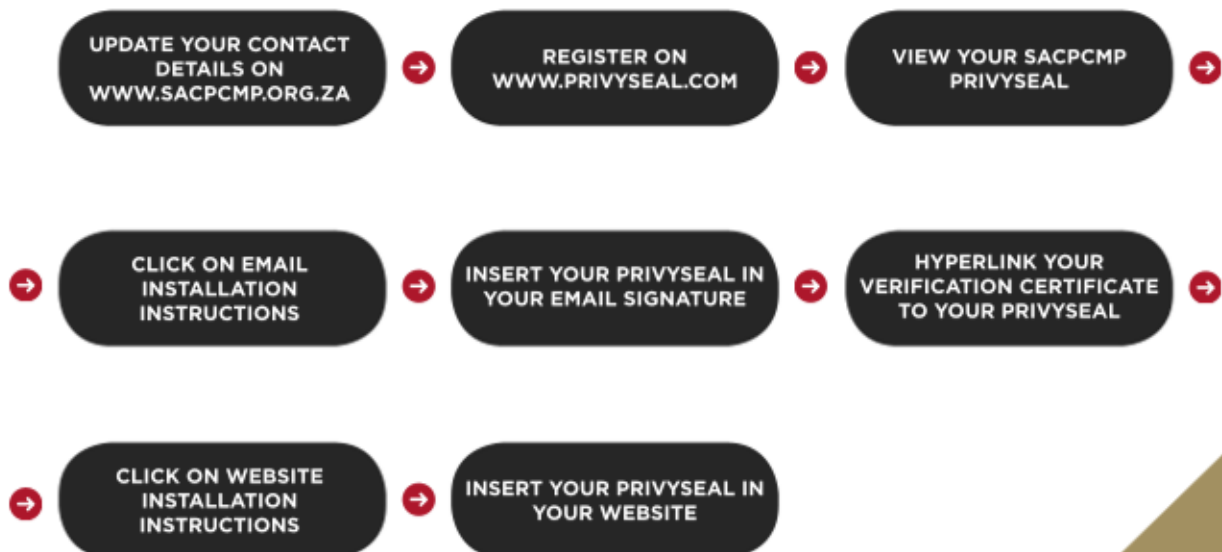 UPDATE YOUR CONTACT
DETAILS ON
WWW.SACPCMP.ORG.ZA
REGISTER ON
WWW.PRIVYSEAL.COM
VIEW YOUR SACPCMP
PRIVYSEAL
CLICK ON EMAIL
INSTALLATION
INSTRUCTIONS
INSERT YOUR PRIVYSEAL IN
YOUR EMAIL SIGNATURE
HYPERLINK YOUR
VERIFICATION CERTIFICATE
TO YOUR PRIVYSEAL
CLICK ON WEBSITE
INSTALLATION
INSTRUCTIONS
INSERT YOUR PRIVYSEAL IN
YOUR WEBSITE